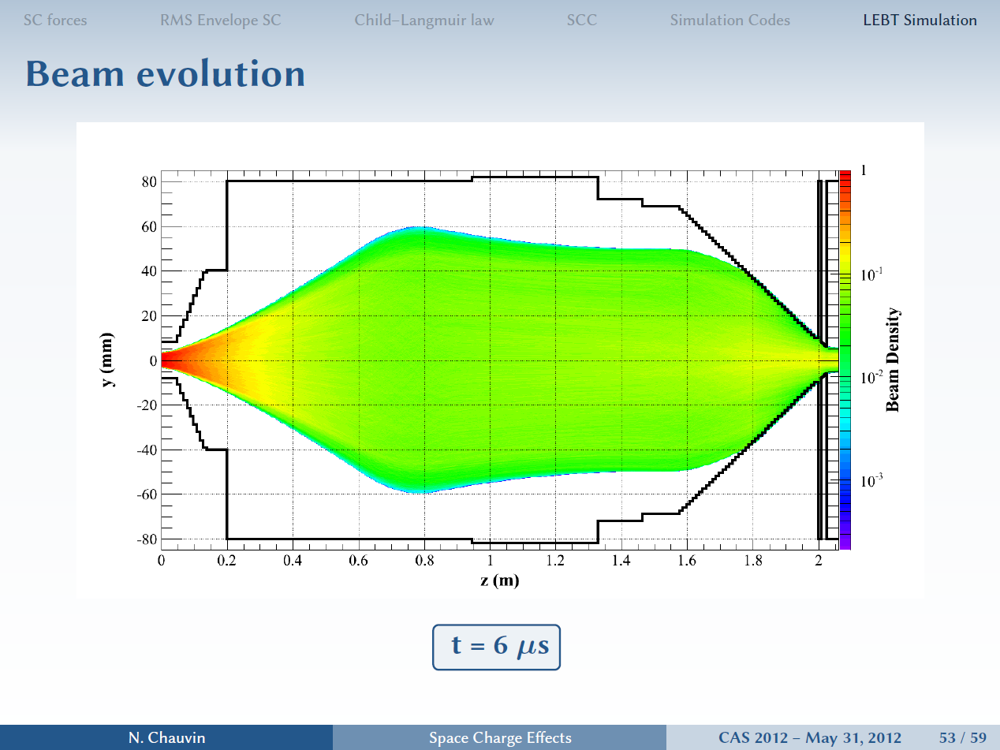 SC forces RMS Envelope SC Child–Langmuir law SCC Simulation Codes LEBT Simulation
Beam evolution
80
60
40
20
0
-20
-40
-60
-80
y (mm)
0 0.2 0.4 0.6 0.8 1 1.2 1.4 1.6 1.8 2
z (m)
1
10⁻¹
10⁻²
10⁻³
Beam Density
t = 6 μs
N. Chauvin Space Charge Effects CAS 2012 – May 31, 2012 53 / 59